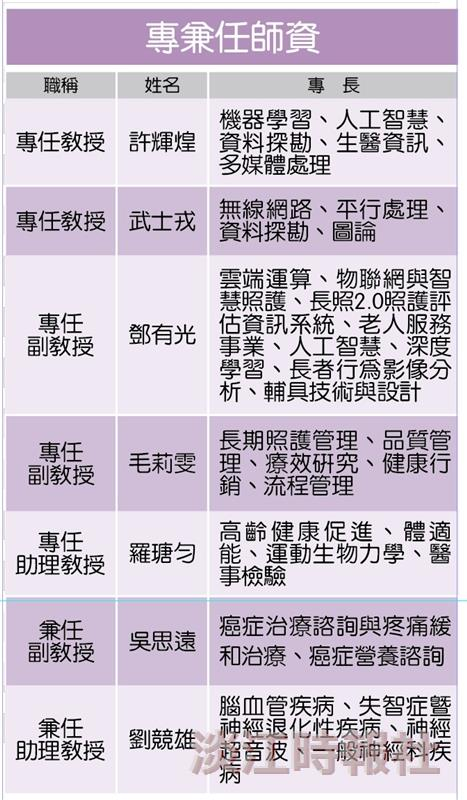 專兼任師資
職稱 姓名 專 長
專任教授 許輝煌 機器學習、人工智慧、
資料探勘、生醫資訊、
多媒體處理
專任教授 武士戎 無線網路、平行處理、
資料探勘、圖論
專任
副教授 鄧有光 雲端運算、物聯網與智
慧照護、長照2.0照護評
估資訊系統、老人服務
事業、人工智慧、深度
學習、長者行為影像分
析、輔具技術與設計
專任
副教授 毛莉雯 長期照護管理、品質管
理、療效研究、健康行
銷、流程管理
專任
助理教授 羅瑭勻 高齡健康促進、體適
能、運動生物力學、醫
事檢驗
兼任
副教授 吳思遠 癌症治療諮詢與疼痛緩
和治療、癌症營養諮詢
兼任
助理教授 劉競雄 腦血管疾病、失智症暨
神經退化性疾病、神經
超音波、一般神經科疾
病
淡江時報社